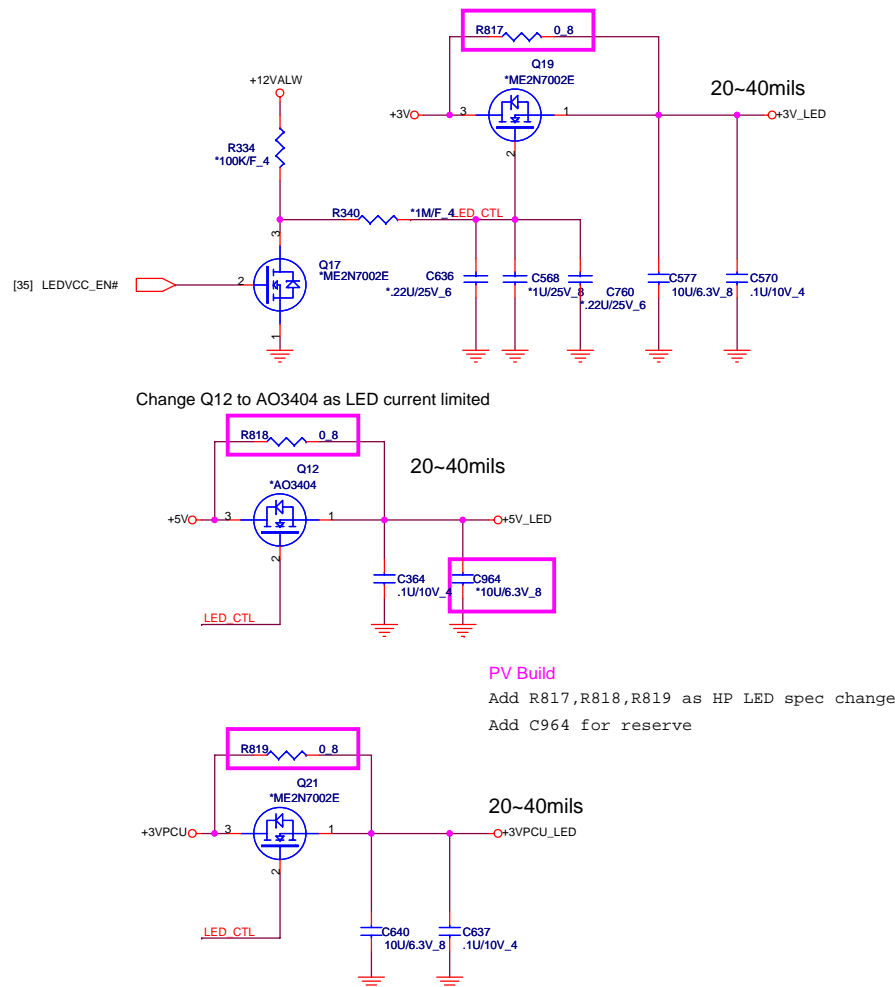 R817 0_8
Q19
*ME2N7002E
20~40mils
+12VALW
+3V 3 1 +3V_LED
2
R334
*100K/F_4
R340 *1M/F_4 LED_CTL
3
Q17
*ME2N7002E
[35] LEDVCC_EN# 2
1
C636
*.22U/25V_6
C568
*1U/25V_8
C760
*.22U/25V_6
C577
10U/6.3V_8
C570
.1U/10V_4
Change Q12 to AO3404 as LED current limited
R818 0_8
Q12
*AO3404
20~40mils
+5V 3 1 +5V_LED
2
C364
.1U/10V_4
C964
*10U/6.3V_8
LED_CTL
PV Build
Add R817,R818,R819 as HP LED spec change
Add C964 for reserve
R819 0_8
Q21
*ME2N7002E
20~40mils
+3VPCU 3 1 +3VPCU_LED
2
LED_CTL
C640
10U/6.3V_8
C637
.1U/10V_4